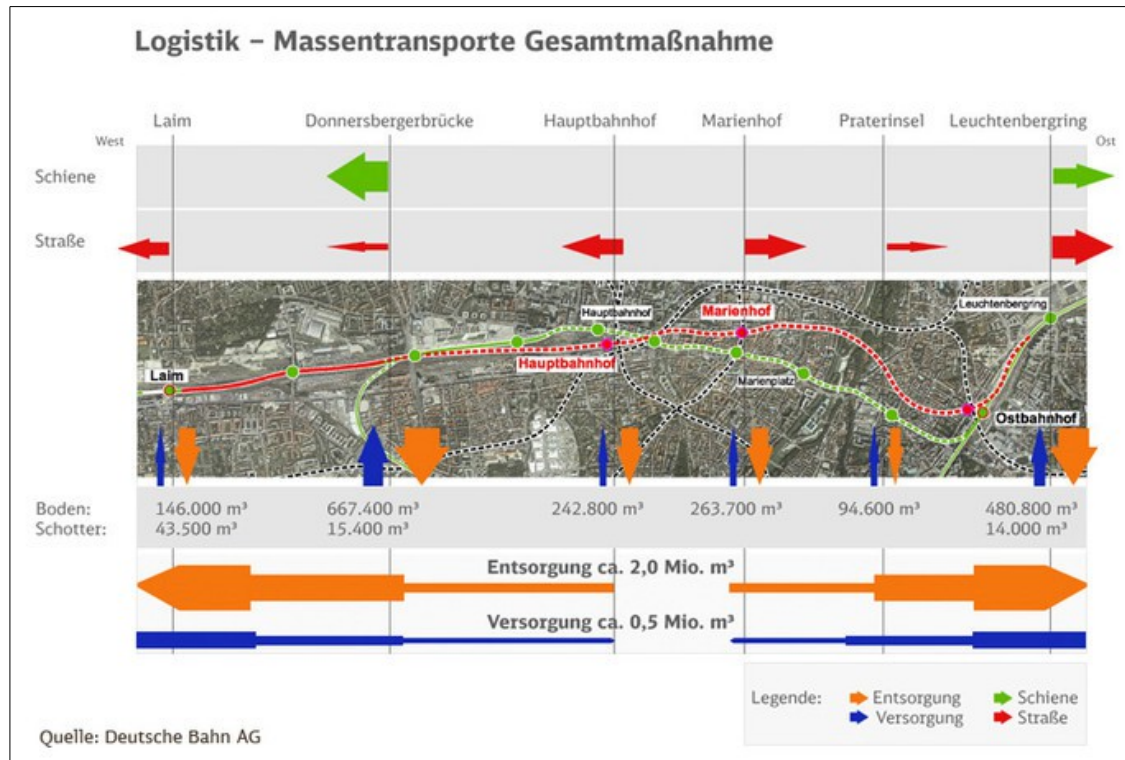 Logistik – Massentransporte Gesamtmaßnahme
Laim Donnersbergerbrücke Hauptbahnhof Marienhof Praterinsel Leuchtenbergring
West Ost
Schiene
Straße
Hauptbahnhof Marienhof Leuchtenbergring
Laim Hauptbahnhof Marienplatz Ostbahnhof
Boden: 146.000 m³ 667.400 m³ 242.800 m³ 263.700 m³ 94.600 m³ 480.800 m³
Schotter: 43.500 m³ 15.400 m³ 14.000 m³
Entsorgung ca. 2,0 Mio. m³
Versorgung ca. 0,5 Mio. m³
Legende: Entsorgung Schiene
Versorgung Straße
Quelle: Deutsche Bahn AG